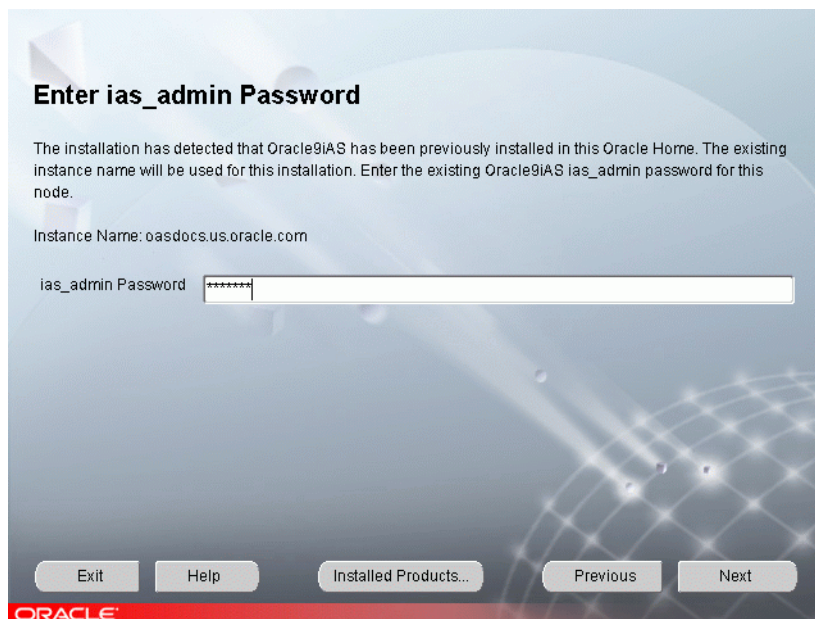 Enter ias_admin Password
The installation has detected that Oracle9iAS has been previously installed in this Oracle Home. The existing
instance name will be used for this installation. Enter the existing Oracle9iAS ias_admin password for this
node.
Instance Name: oasdocs.us.oracle.com
ias_admin Password *******
Exit Help Installed Products... Previous Next
ORACLE